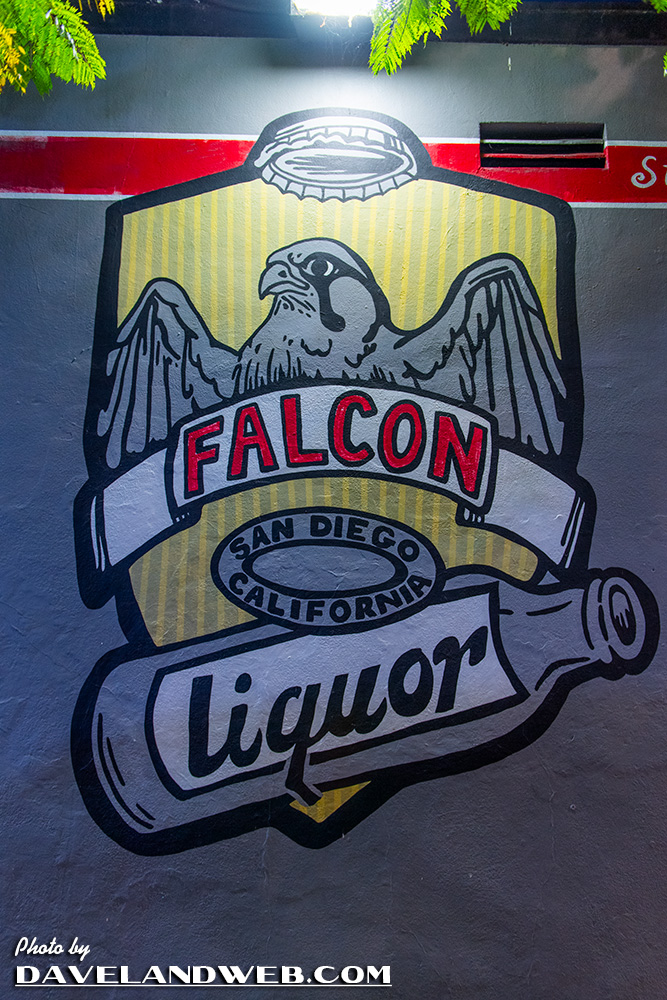 FALCON
SAN DIEGO
CALIFORNIA
liquor
Photo by
DAVELANDWEB.COM